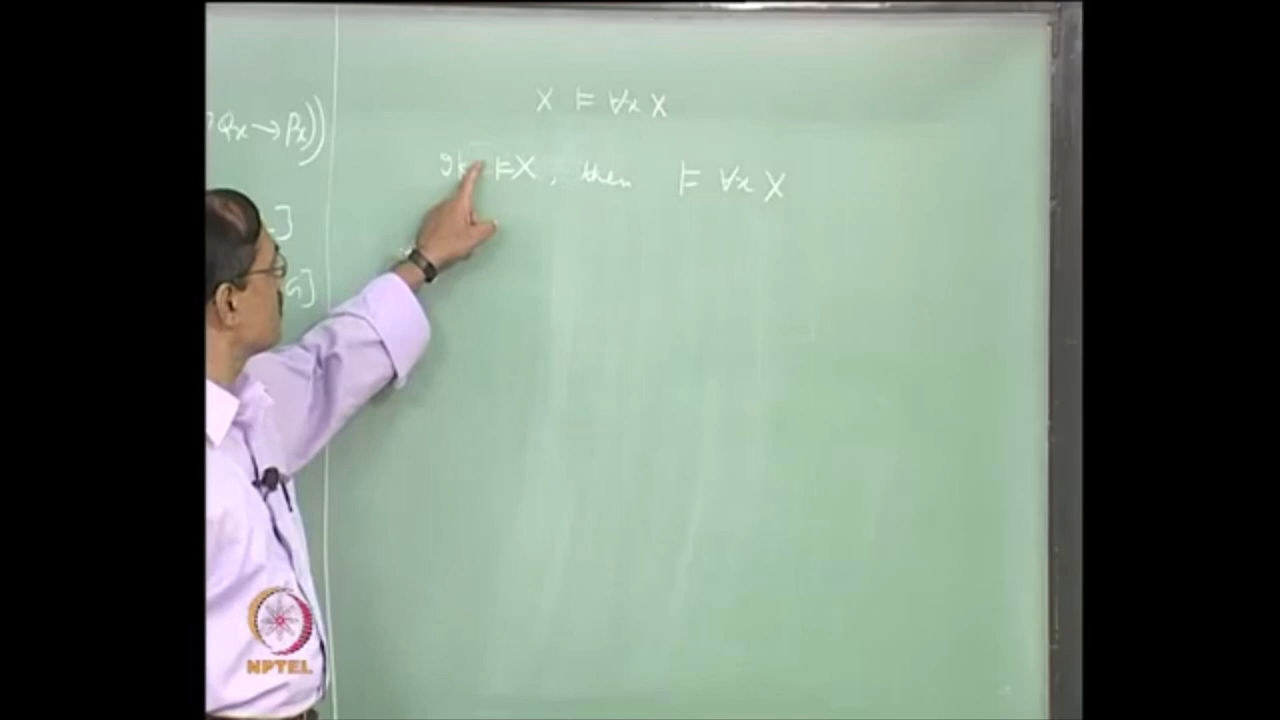 X ⊨ ∀x X
Qx → Px))
If ⊨ X, then ⊨ ∀x X
]
]
NPTEL